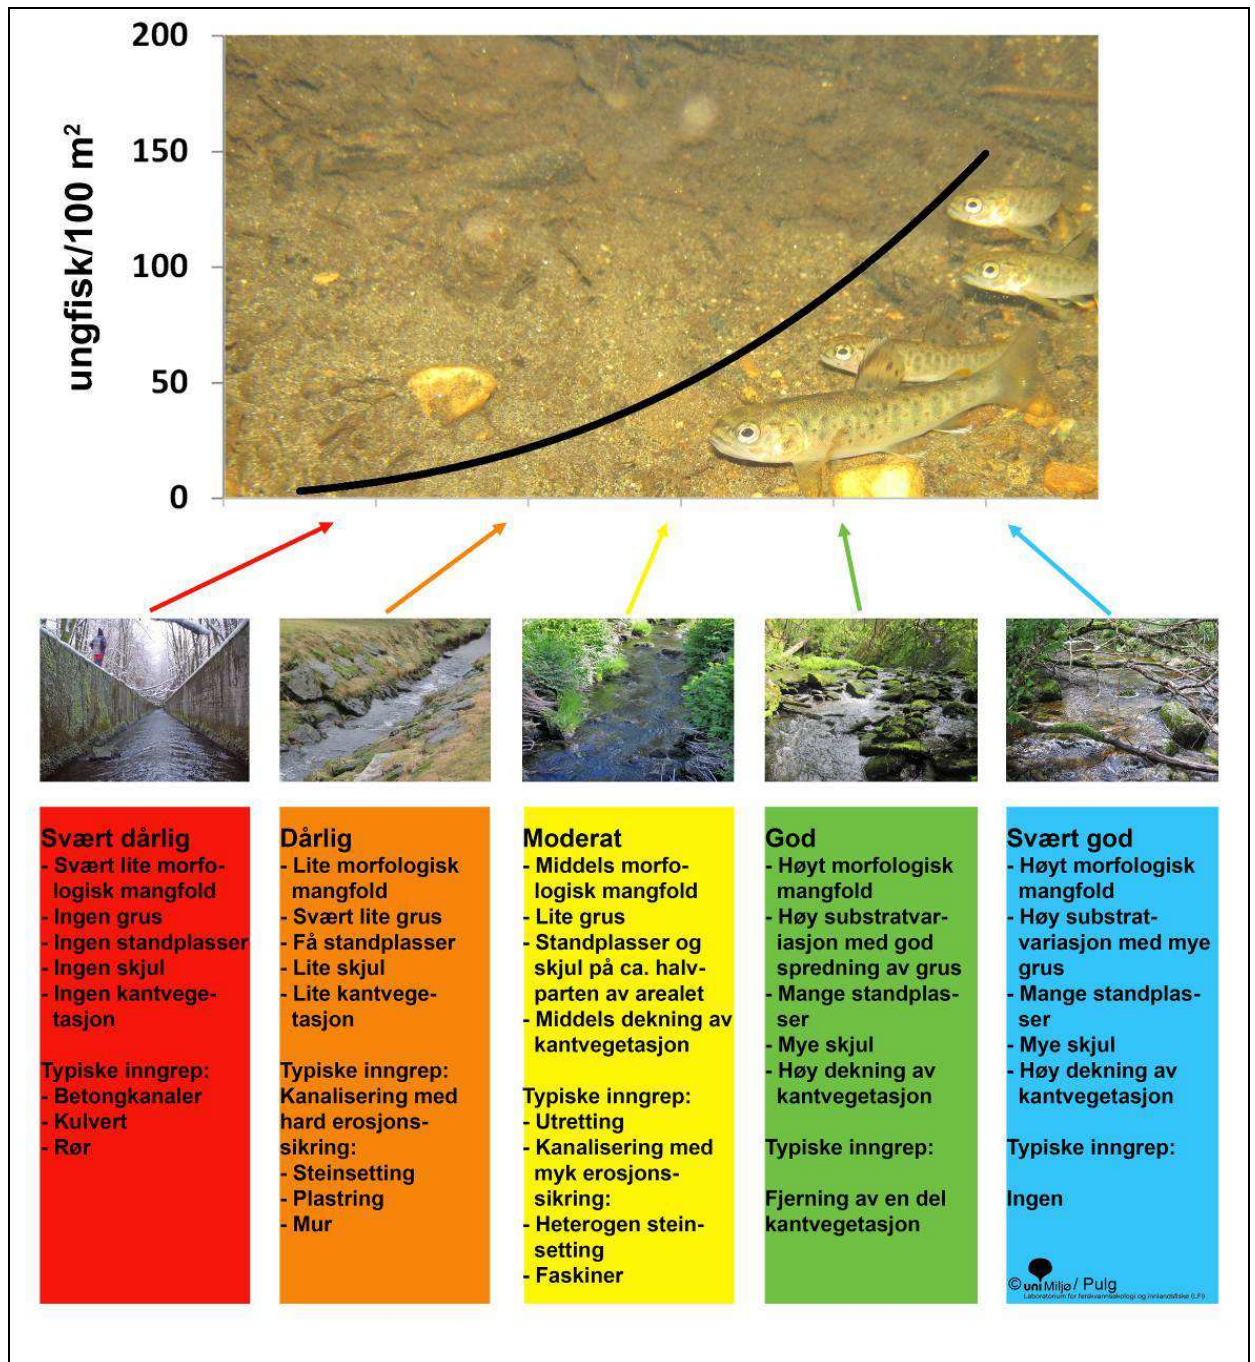 200
150
100
50
0
ungfisk/100 m²
Svært dårlig
- Svært lite morfo-
logisk mangfold
- Ingen grus
- Ingen standplasser
- Ingen skjul
- Ingen kantvege-
tasjon
Typiske inngrep:
- Betongkanaler
- Kulvert
- Rør
Dårlig
- Lite morfologisk
mangfold
- Svært lite grus
- Få standplasser
- Lite skjul
- Lite kantvege-
tasjon
Typiske inngrep:
Kanalisering med
hard erosjons-
sikring:
- Steinsetting
- Plastring
- Mur
Moderat
- Middels morfo-
logisk mangfold
- Lite grus
- Standplasser og
skjul på ca. halv-
parten av arealet
- Middels dekning av
kantvegetasjon
Typiske inngrep:
- Utretting
- Kanalisering med
myk erosjons-
sikring:
- Heterogen stein-
setting
- Faskiner
God
- Høyt morfologisk
mangfold
- Høy substratvar-
iasjon med god
spredning av grus
- Mange standplas-
ser
- Mye skjul
- Høy dekning av
kantvegetasjon
Typiske inngrep:
Fjerning av en del
kantvegetasjon
Svært god
- Høyt morfologisk
mangfold
- Høy substrat-
variasjon med mye
grus
- Mange standplas-
ser
- Mye skjul
- Høy dekning av
kantvegetasjon
Typiske inngrep:
Ingen
© uni Miljø / Pulg
Laboratorium for ferskvannsøkologi og innlandsfiske (LFI)